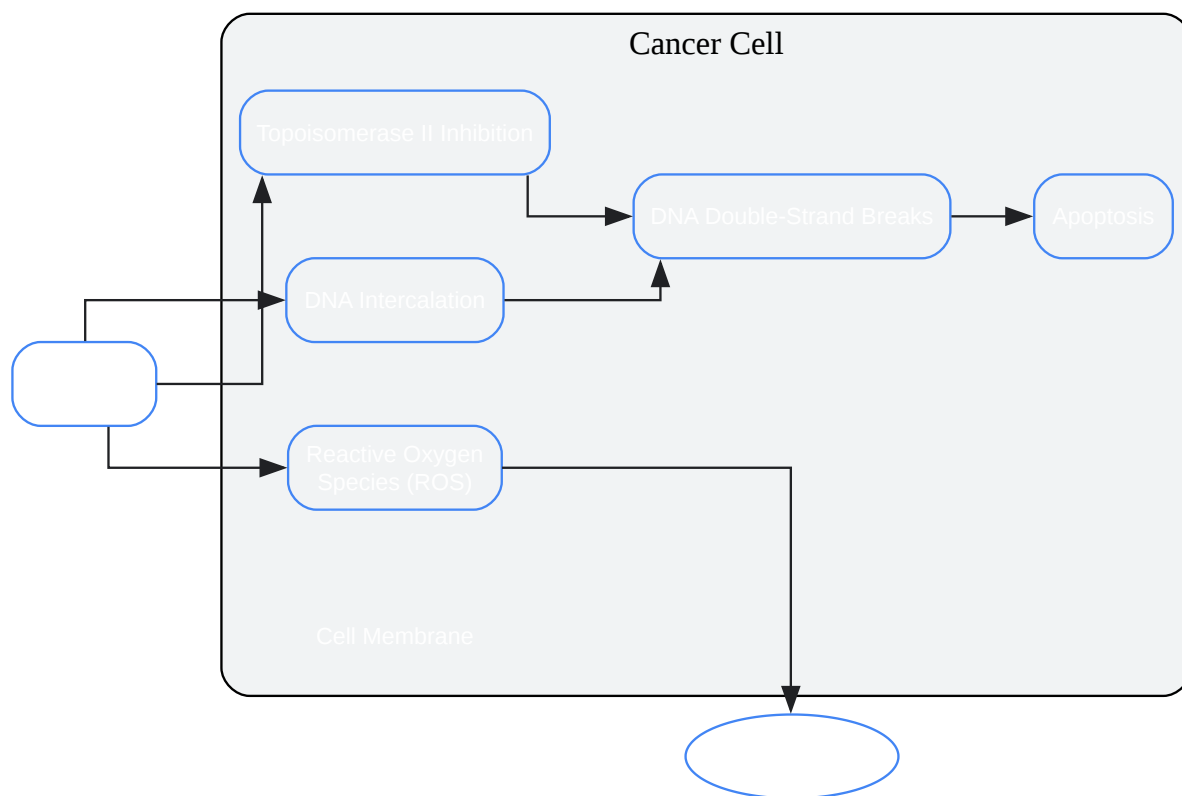 Cancer Cell
Topoisomerase II Inhibition
DNA Double-Strand Breaks
Apoptosis
DNA Intercalation
Reactive Oxygen
Species (ROS)
Cell Membrane